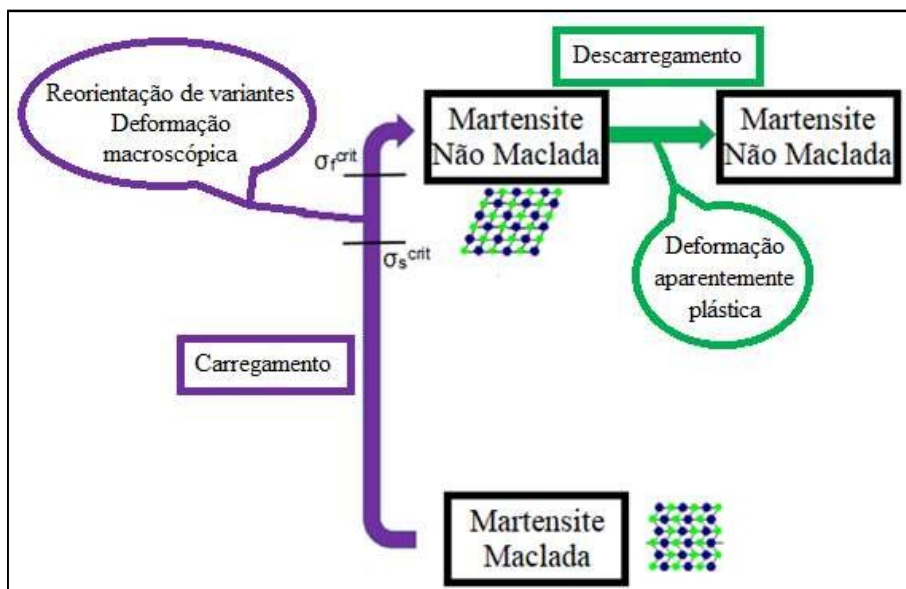 Descarregamento
Reorientação de variantes
Deformação
macroscópica
Martensite
Não Maclada
Martensite
Não Maclada
σf^crit
σs^crit
Deformação
aparentemente
plástica
Carregamento
Martensite
Maclada